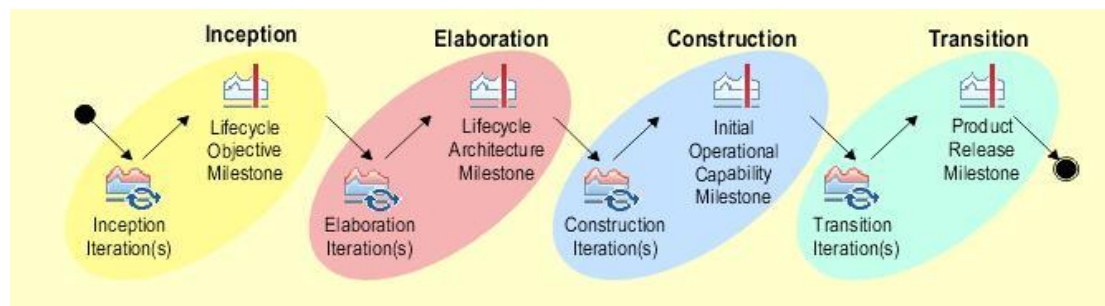 Inception
Lifecycle
Objective
Milestone
Inception
Iteration(s)
Elaboration
Lifecycle
Architecture
Milestone
Elaboration
Iteration(s)
Construction
Initial
Operational
Capability
Milestone
Construction
Iteration(s)
Transition
Product
Release
Milestone
Transition
Iteration(s)